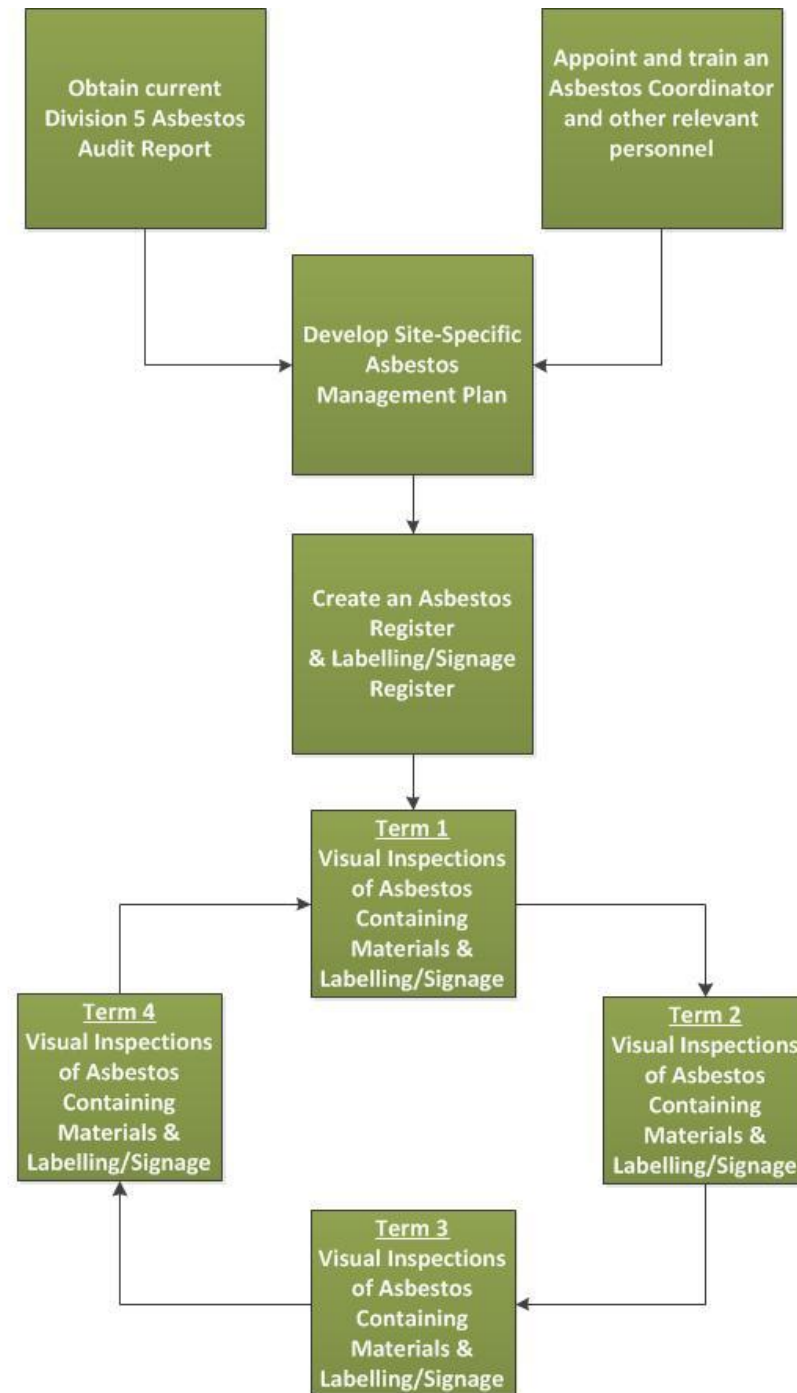 Obtain current
Division 5 Asbestos
Audit Report
Appoint and train an
Asbestos Coordinator
and other relevant
personnel
Develop Site-Specific
Asbestos
Management Plan
Create an Asbestos
Register
& Labelling/Signage
Register
Term 1
Visual Inspections
of Asbestos
Containing
Materials &
Labelling/Signage
Term 2
Visual Inspections
of Asbestos
Containing
Materials &
Labelling/Signage
Term 3
Visual Inspections
of Asbestos
Containing
Materials &
Labelling/Signage
Term 4
Visual Inspections
of Asbestos
Containing
Materials &
Labelling/Signage